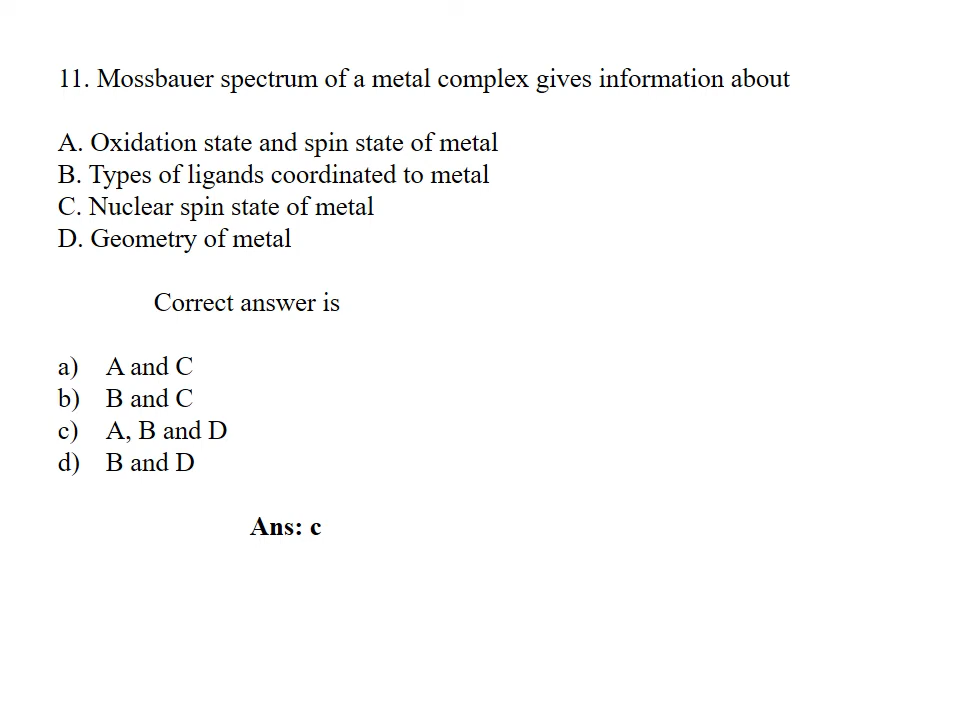 11. Mossbauer spectrum of a metal complex gives information about
A. Oxidation state and spin state of metal
B. Types of ligands coordinated to metal
C. Nuclear spin state of metal
D. Geometry of metal
Correct answer is
a) A and C
b) B and C
c) A, B and D
d) B and D
Ans: c